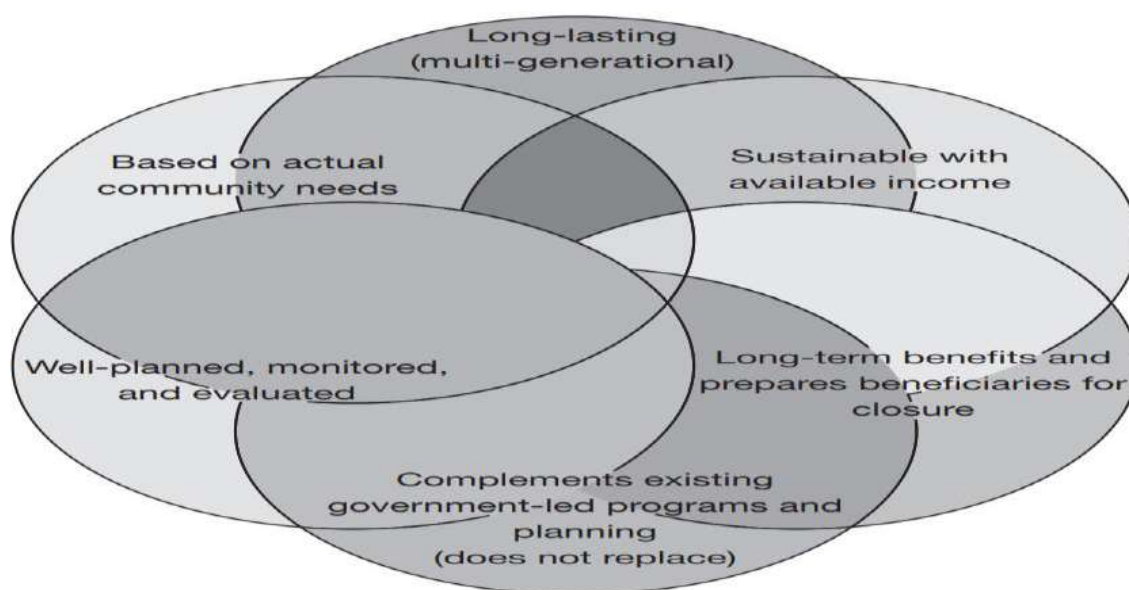 Long-lasting
(multi-generational)
Based on actual
community needs
Sustainable with
available income
Well-planned, monitored,
and evaluated
Long-term benefits and
prepares beneficiaries for
closure
Complements existing
government-led programs and
planning
(does not replace)